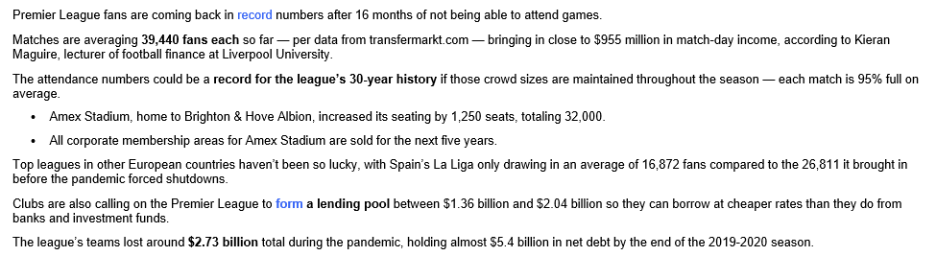 Premier League fans are coming back in record numbers after 16 months of not being able to attend games.
Matches are averaging 39,440 fans each so far — per data from transfermarkt.com — bringing in close to $955 million in match-day income, according to Kieran
Maguire, lecturer of football finance at Liverpool University.
The attendance numbers could be a record for the league's 30-year history if those crowd sizes are maintained throughout the season — each match is 95% full on
average.
• Amex Stadium, home to Brighton & Hove Albion, increased its seating by 1,250 seats, totaling 32,000.
• All corporate membership areas for Amex Stadium are sold for the next five years.
Top leagues in other European countries haven't been so lucky, with Spain's La Liga only drawing in an average of 16,872 fans compared to the 26,811 it brought in
before the pandemic forced shutdowns.
Clubs are also calling on the Premier League to form a lending pool between $1.36 billion and $2.04 billion so they can borrow at cheaper rates than they do from
banks and investment funds.
The league's teams lost around $2.73 billion total during the pandemic, holding almost $5.4 billion in net debt by the end of the 2019-2020 season.